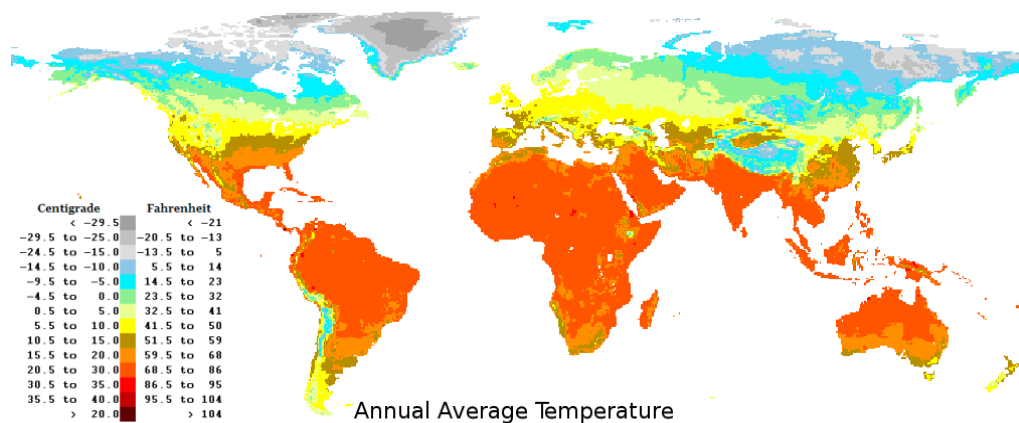 Centigrade Fahrenheit
< -29.5 < -21
-29.5 to -25.0 -20.5 to -13
-24.5 to -15.0 -13.5 to 5
-14.5 to -10.0 5.5 to 14
-9.5 to -5.0 14.5 to 23
-4.5 to 0.0 23.5 to 32
0.5 to 5.0 32.5 to 41
5.5 to 10.0 41.5 to 50
10.5 to 15.0 51.5 to 59
15.5 to 20.0 59.5 to 68
20.5 to 30.0 68.5 to 86
30.5 to 35.0 86.5 to 95
35.5 to 40.0 95.5 to 104
> 20.0 > 104
Annual Average Temperature